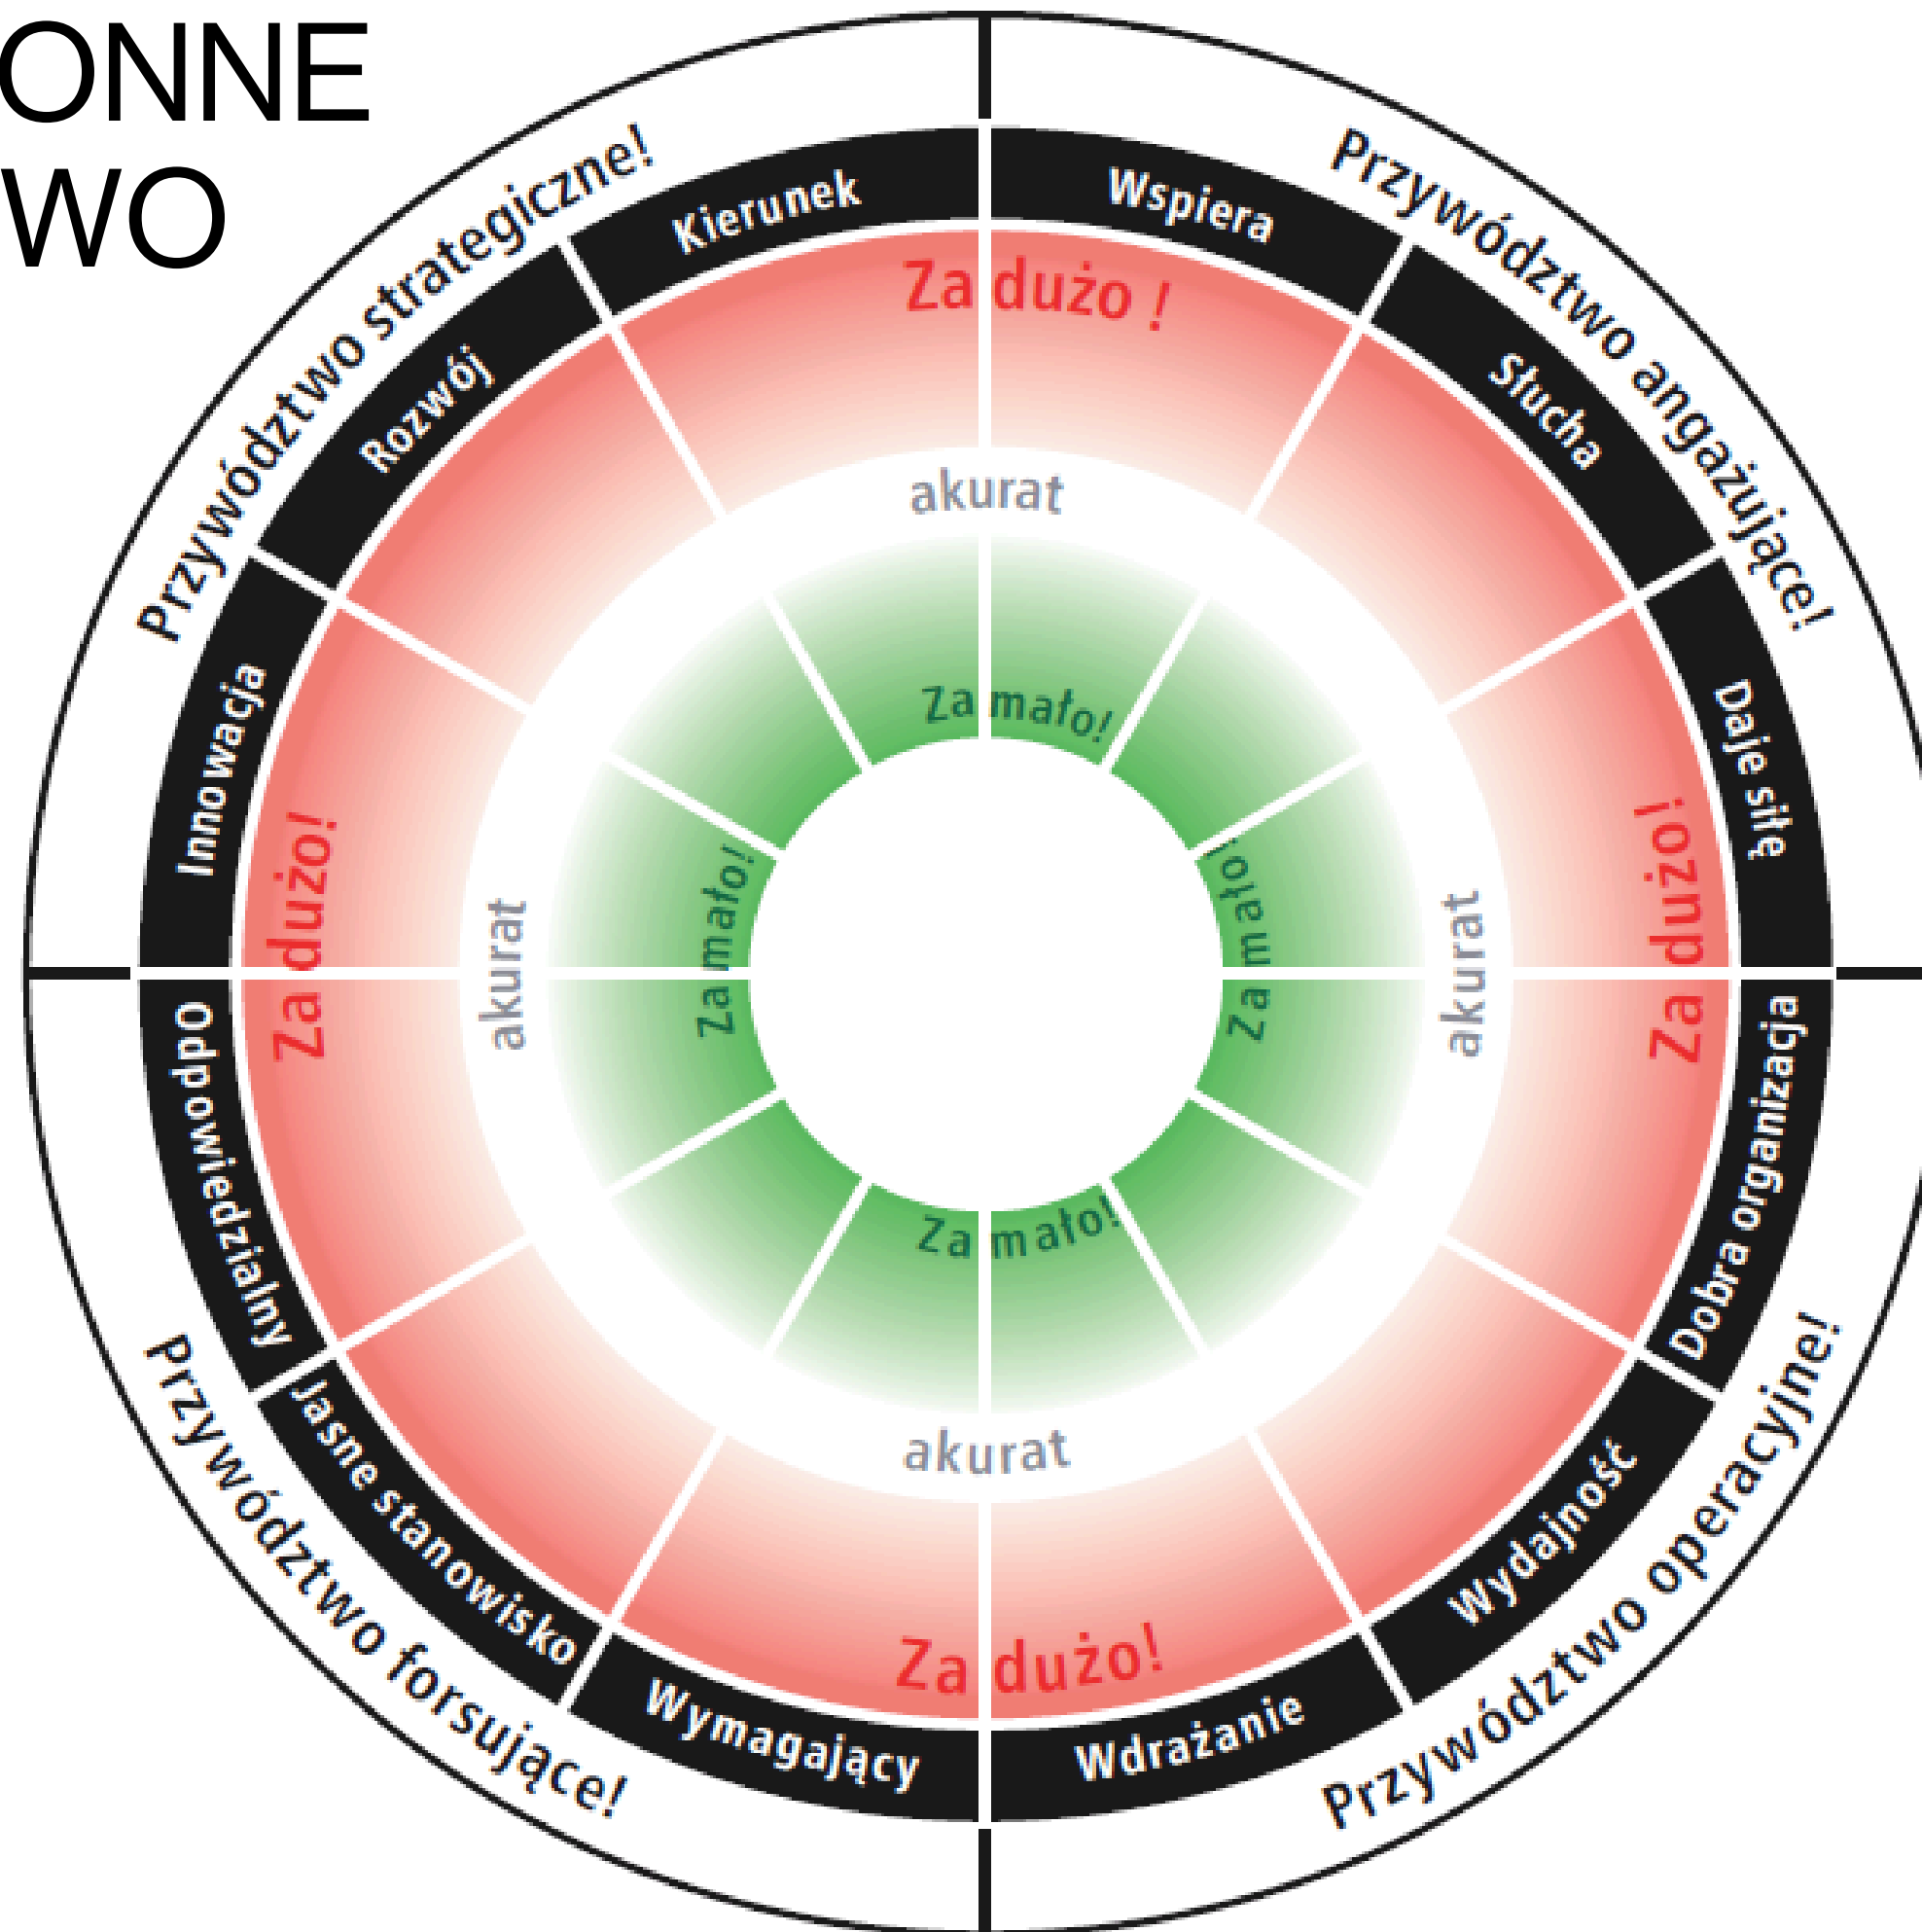 ONNE
WO
Przywództwo strategiczne!
Przywództwo angażujące!
Kierunek
Wspiera
Rozwój
Słucha
Innowacja
Daje siłę
Za dużo !
akurat
Za mało!
Za dużo!
akurat
Za mało!
Za mało!
akurat
Za dużo!
Za mało!
akurat
Za dużo!
Odpowiedzialny
Dobra organizacja
Jasne stanowisko
Wydajność
Wymagający
Wdrażanie
Przywództwo forsujące!
Przywództwo operacyjne!